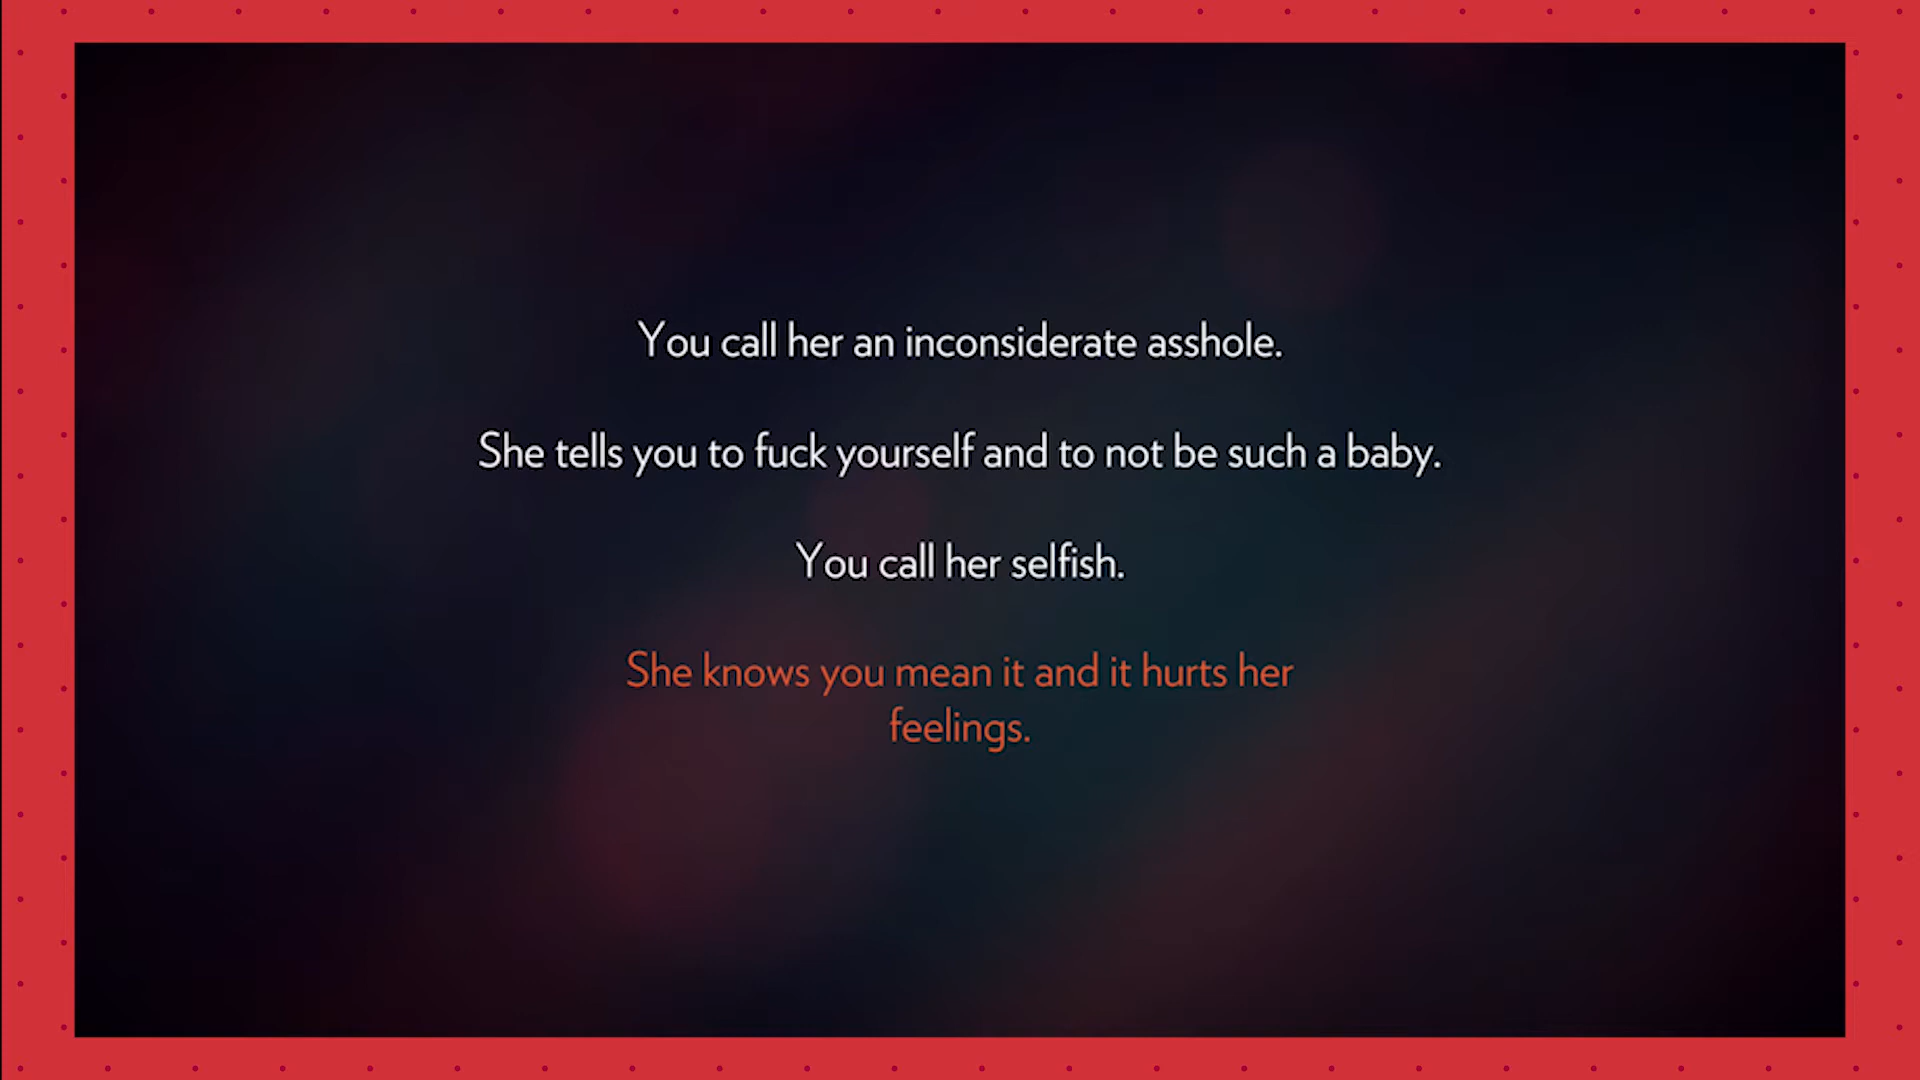 You call her an inconsiderate asshole.
She tells you to fuck yourself and to not be such a baby.
You call her selfish.
She knows you mean it and it hurts her
feelings.